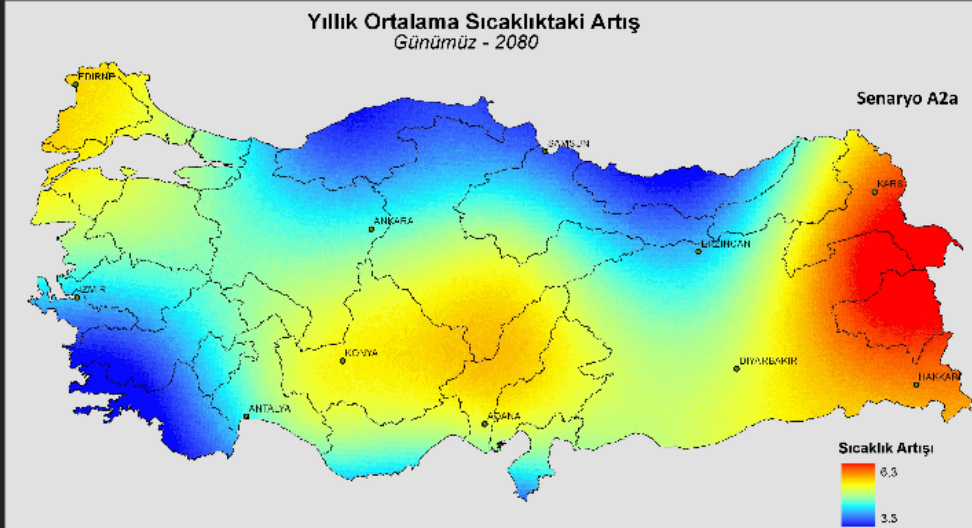 Yıllık Ortalama Sıcaklıktaki Artış
Günümüz - 2080
Senaryo A2a
EDIRNE
SAMSUN
KARS
ANKARA
ERZINCAN
IZMIR
KONYA
DIYARBAKIR
HAKKARI
ANTALYA
ADANA
Sıcaklık Artışı
6.3
3.5